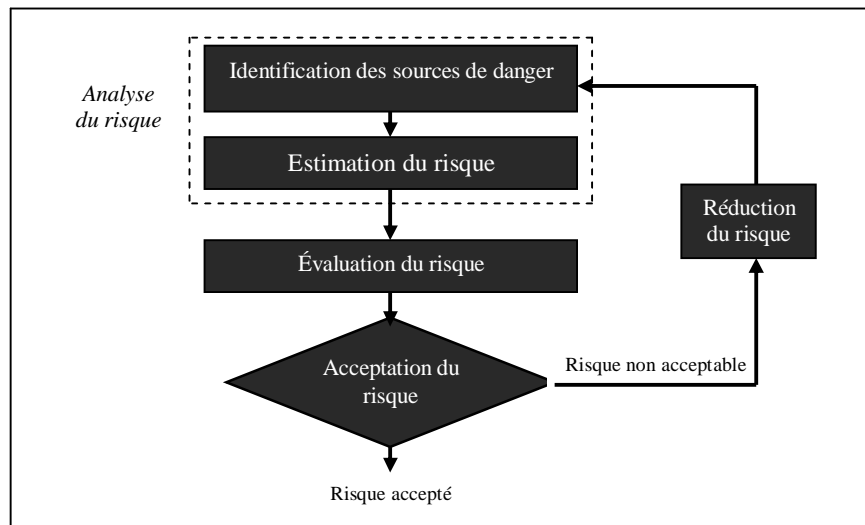 Identification des sources de danger
Analyse
du risque
Estimation du risque
Réduction
du risque
Évaluation du risque
Acceptation du
risque
Risque non acceptable
Risque accepté